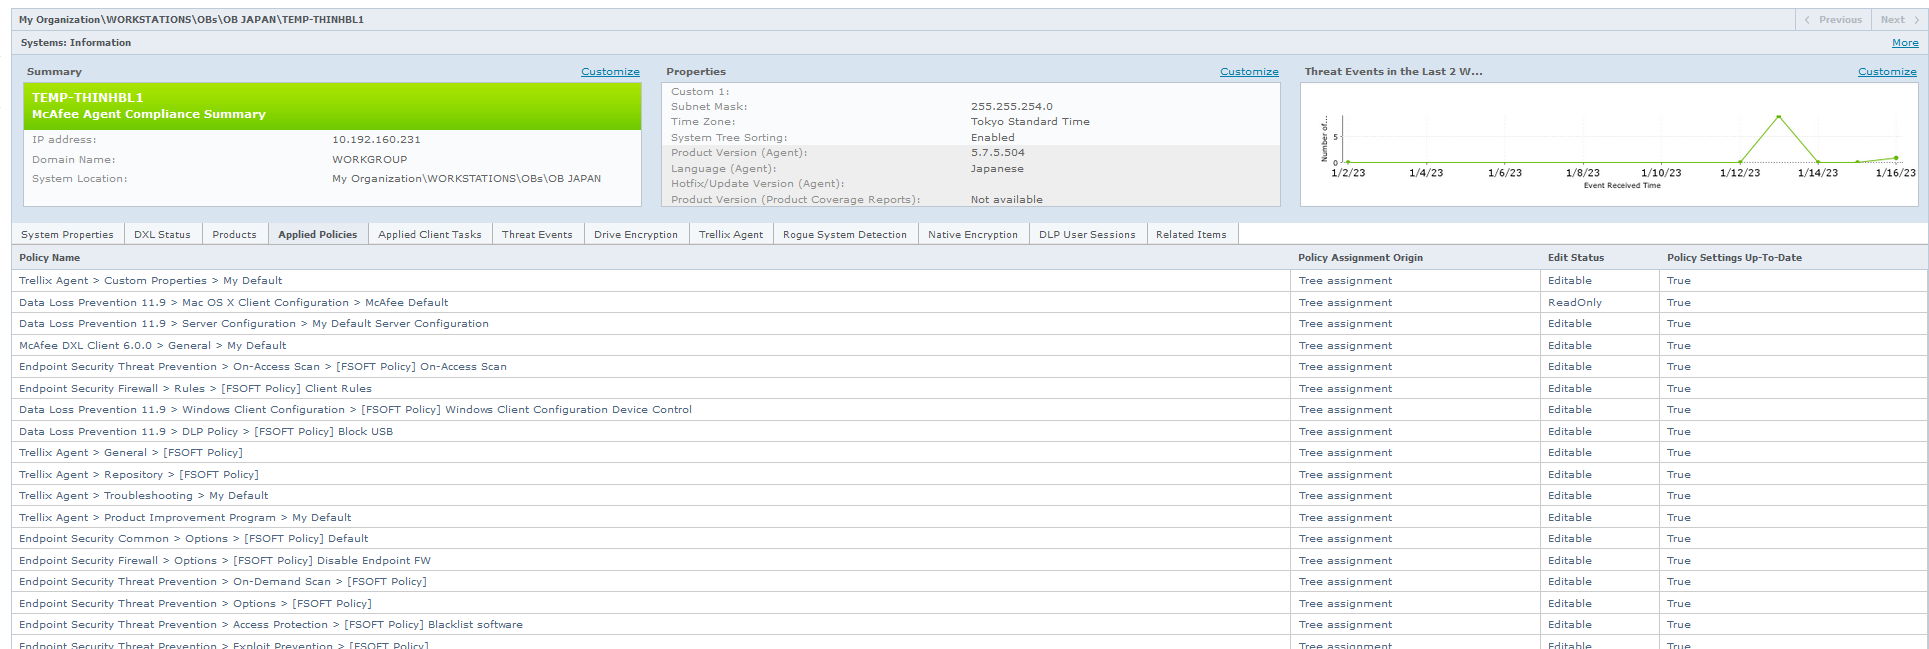 My Organization\WORKSTATIONS\OBs\OB JAPAN\TEMP-THINHBL1
Previous
Next
Systems: Information
More
Summary
Customize
TEMP-THINHBL1
McAfee Agent Compliance Summary
IP address: 10.192.160.231
Domain Name: WORKGROUP
System Location: My Organization\WORKSTATIONS\OBs\OB JAPAN
Properties
Customize
Custom 1:
Subnet Mask: 255.255.254.0
Time Zone: Tokyo Standard Time
System Tree Sorting: Enabled
Product Version (Agent): 5.7.5.504
Language (Agent): Japanese
Hotfix/Update Version (Agent):
Product Version (Product Coverage Reports): Not available
Threat Events in the Last 2 W...
Customize
Number of...
5
0
1/2/23 1/4/23 1/6/23 1/8/23 1/10/23 1/12/23 1/14/23 1/16/23
Event Received Time
System Properties DXL Status Products Applied Policies Applied Client Tasks Threat Events Drive Encryption Trellix Agent Rogue System Detection Native Encryption DLP User Sessions Related Items
Policy Name Policy Assignment Origin Edit Status Policy Settings Up-To-Date
Trellix Agent > Custom Properties > My Default Tree assignment Editable True
Data Loss Prevention 11.9 > Mac OS X Client Configuration > McAfee Default Tree assignment ReadOnly True
Data Loss Prevention 11.9 > Server Configuration > My Default Server Configuration Tree assignment Editable True
McAfee DXL Client 6.0.0 > General > My Default Tree assignment Editable True
Endpoint Security Threat Prevention > On-Access Scan > [FSOFT Policy] On-Access Scan Tree assignment Editable True
Endpoint Security Firewall > Rules > [FSOFT Policy] Client Rules Tree assignment Editable True
Data Loss Prevention 11.9 > Windows Client Configuration > [FSOFT Policy] Windows Client Configuration Device Control Tree assignment Editable True
Data Loss Prevention 11.9 > DLP Policy > [FSOFT Policy] Block USB Tree assignment Editable True
Trellix Agent > General > [FSOFT Policy] Tree assignment Editable True
Trellix Agent > Repository > [FSOFT Policy] Tree assignment Editable True
Trellix Agent > Troubleshooting > My Default Tree assignment Editable True
Trellix Agent > Product Improvement Program > My Default Tree assignment Editable True
Endpoint Security Common > Options > [FSOFT Policy] Default Tree assignment Editable True
Endpoint Security Firewall > Options > [FSOFT Policy] Disable Endpoint FW Tree assignment Editable True
Endpoint Security Threat Prevention > On-Demand Scan > [FSOFT Policy] Tree assignment Editable True
Endpoint Security Threat Prevention > Options > [FSOFT Policy] Tree assignment Editable True
Endpoint Security Threat Prevention > Access Protection > [FSOFT Policy] Blacklist software Tree assignment Editable True
Endpoint Security Threat Prevention > Exploit Prevention > [FSOFT Policy] Tree assignment Editable True